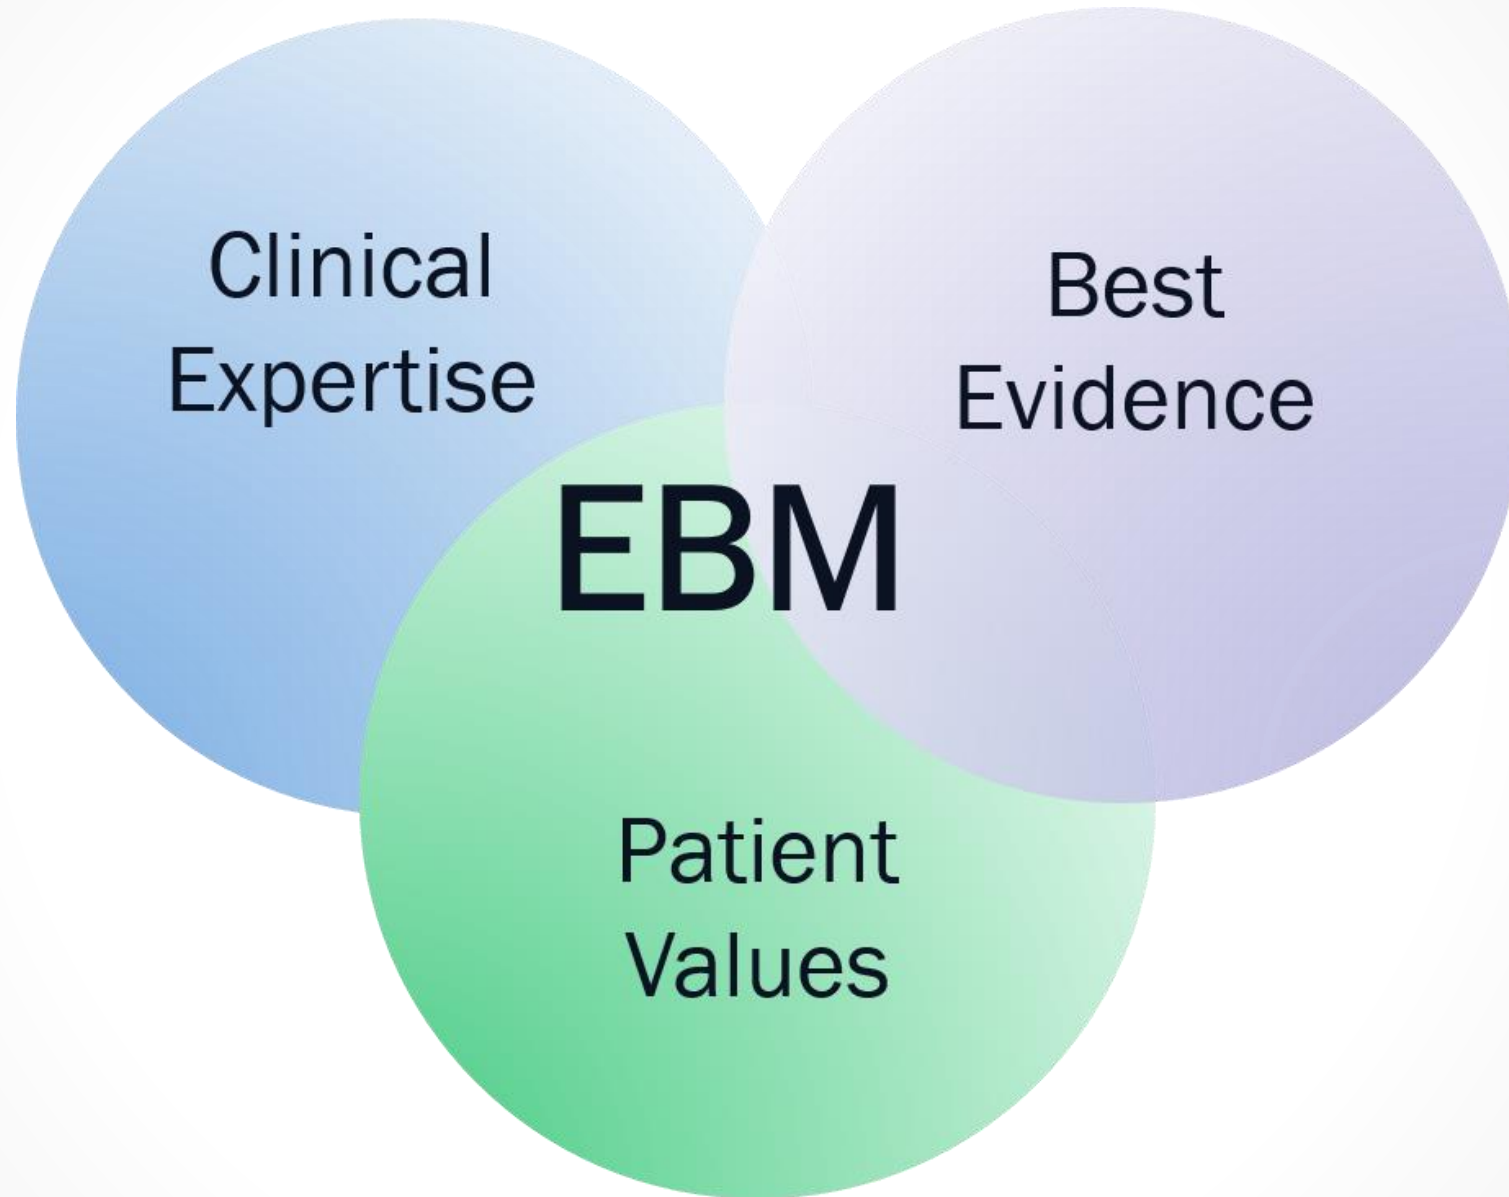 Clinical
Expertise
Best
Evidence
EBM
Patient
Values